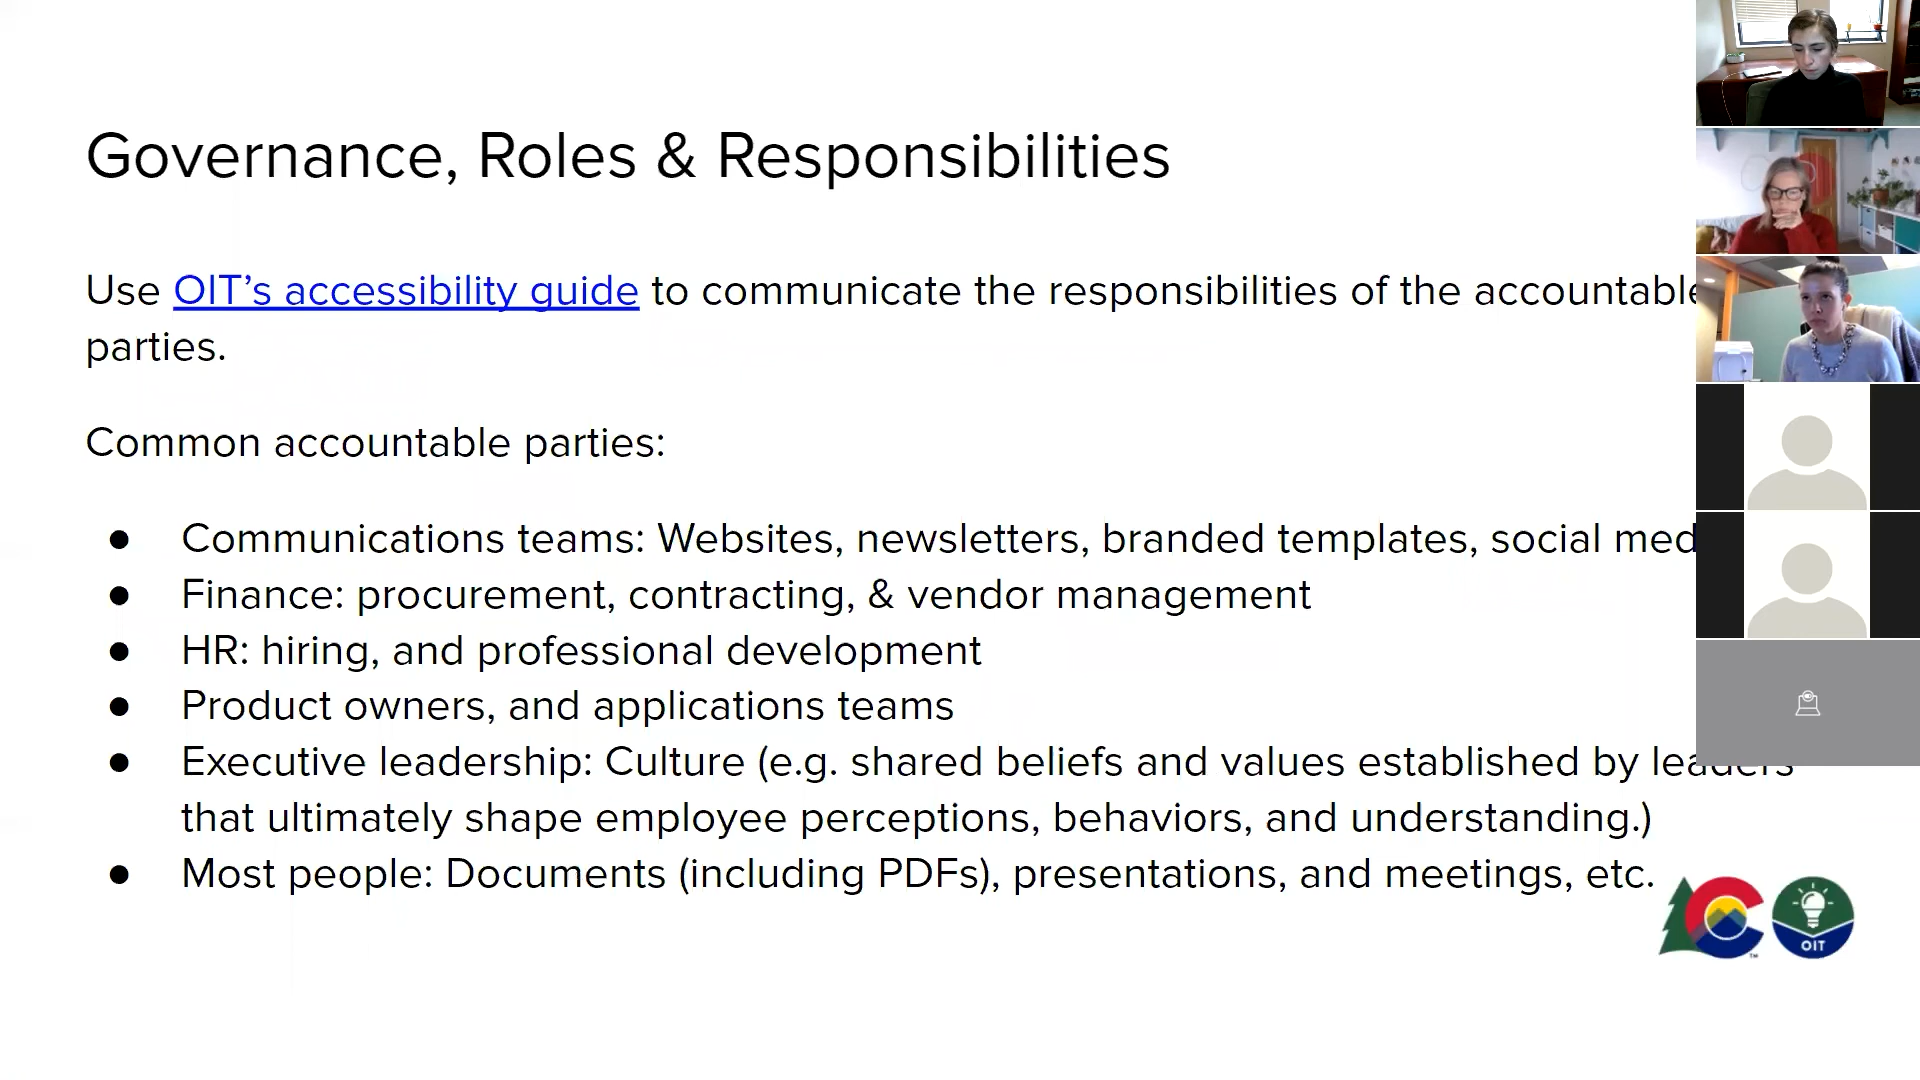 Governance, Roles & Responsibilities
Use OIT’s accessibility guide to communicate the responsibilities of the accountable
parties.
Common accountable parties:
● Communications teams: Websites, newsletters, branded templates, social med
● Finance: procurement, contracting, & vendor management
● HR: hiring, and professional development
● Product owners, and applications teams
● Executive leadership: Culture (e.g. shared beliefs and values established by leaders
that ultimately shape employee perceptions, behaviors, and understanding.)
● Most people: Documents (including PDFs), presentations, and meetings, etc.
C TM OIT